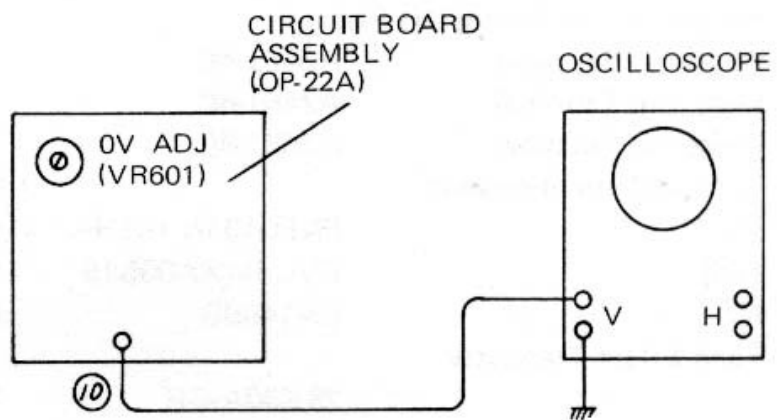 CIRCUIT BOARD
ASSEMBLY
(OP-22A)
OSCILLOSCOPE
0V ADJ
(VR601)
V
H
10